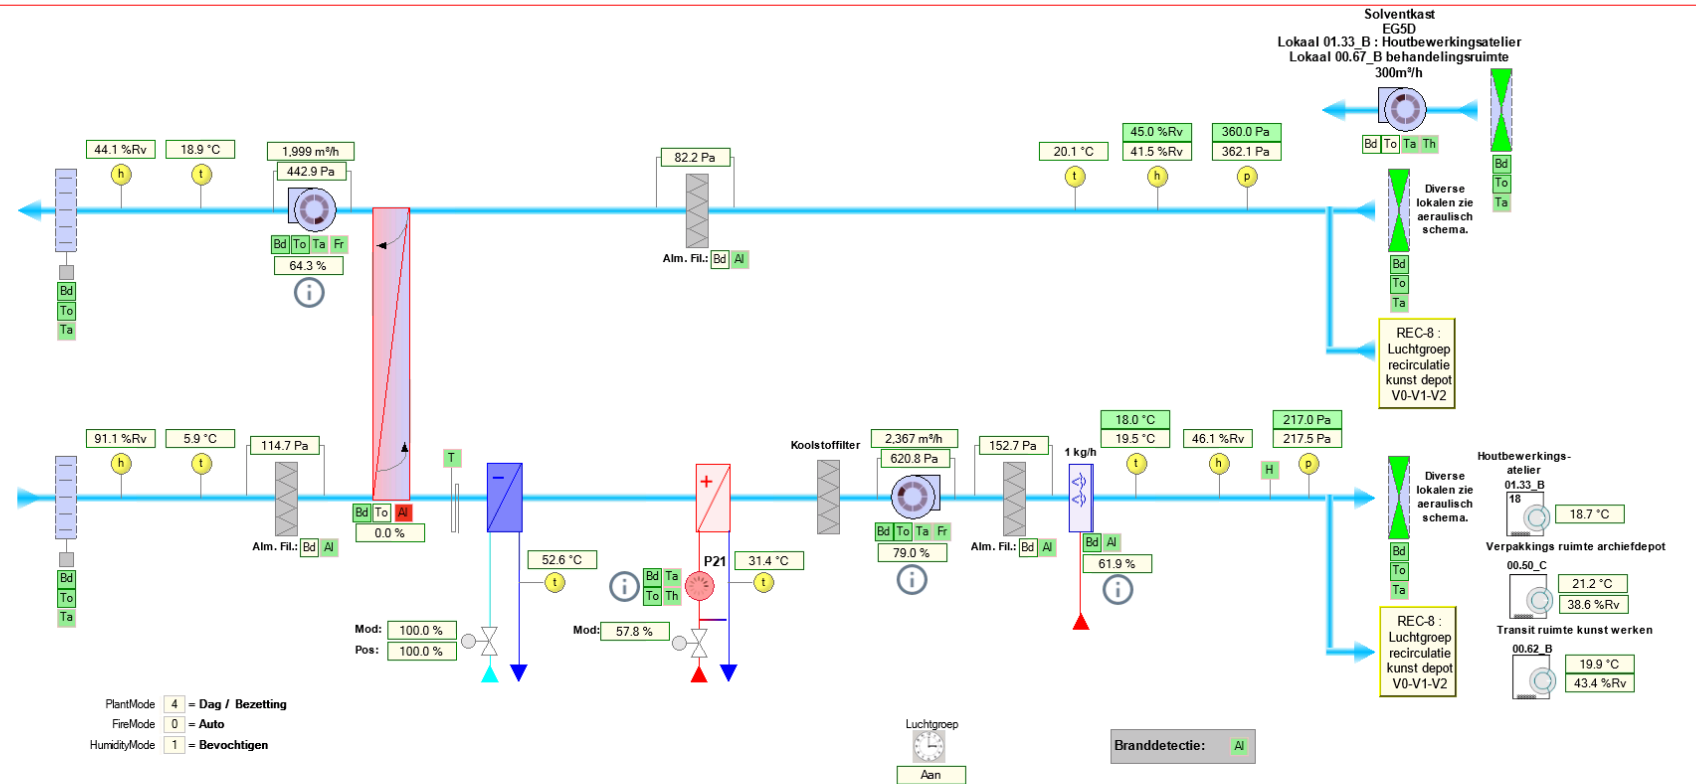 Solventkast
EG5D
Lokaal 01.33_B : Houtbewerkingsatelier
Lokaal 00.67_B behandelingsruimte
300m³/h
Bd To Ta Th
Bd
To
Ta
44.1 %Rv
h
18.9 °C
t
1,999 m³/h
442.9 Pa
Bd To Ta Fr
64.3 %
i
Bd
To
Ta
82.2 Pa
Alm. Fil.: Bd Al
20.1 °C
t
45.0 %Rv
41.5 %Rv
h
360.0 Pa
362.1 Pa
p
Diverse
lokalen zie
aeraulisch
schema.
Bd
To
Ta
REC-8 :
Luchtgroep
recirculatie
kunst depot
V0-V1-V2
91.1 %Rv
h
5.9 °C
t
114.7 Pa
Alm. Fil.: Bd Al
Bd
To
Ta
Bd To Al
0.0 %
T
−
52.6 °C
t
Mod: 100.0 %
Pos: 100.0 %
+
P21
31.4 °C
t
i
Bd Ta
To Th
Mod: 57.8 %
Koolstoffilter
2,367 m³/h
620.8 Pa
Bd To Ta Fr
79.0 %
i
152.7 Pa
Alm. Fil.: Bd Al
1 kg/h
Bd Al
61.9 %
i
18.0 °C
19.5 °C
t
46.1 %Rv
h
H
217.0 Pa
217.5 Pa
p
Diverse
lokalen zie
aeraulisch
schema.
Bd
To
Ta
REC-8 :
Luchtgroep
recirculatie
kunst depot
V0-V1-V2
Houtbewerkings-
atelier
01.33_B
18
18.7 °C
Verpakkings ruimte archiefdepot
00.50_C
21.2 °C
38.6 %Rv
Transit ruimte kunst werken
00.62_B
19.9 °C
43.4 %Rv
PlantMode 4 = Dag / Bezetting
FireMode 0 = Auto
HumidityMode 1 = Bevochtigen
Luchtgroep
Aan
Branddetectie: Al